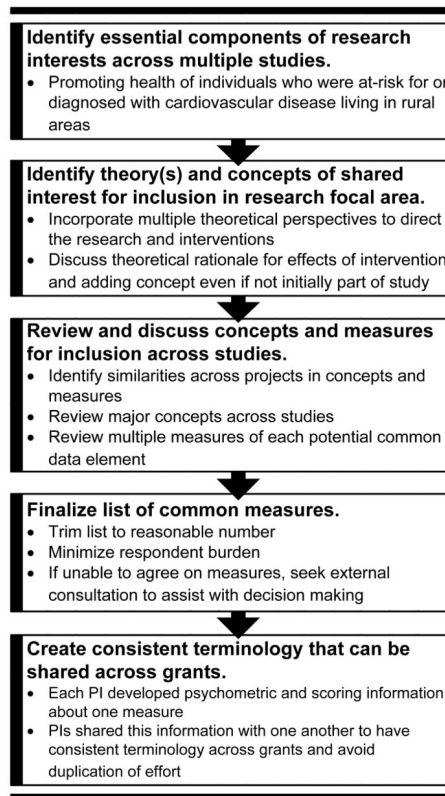 Identify essential components of research
interests across multiple studies.
• Promoting health of individuals who were at-risk for or
diagnosed with cardiovascular disease living in rural
areas
Identify theory(s) and concepts of shared
interest for inclusion in research focal area.
• Incorporate multiple theoretical perspectives to direct
the research and interventions
• Discuss theoretical rationale for effects of intervention
and adding concept even if not initially part of study
Review and discuss concepts and measures
for inclusion across studies.
• Identify similarities across projects in concepts and
measures
• Review major concepts across studies
• Review multiple measures of each potential common
data element
Finalize list of common measures.
• Trim list to reasonable number
• Minimize respondent burden
• If unable to agree on measures, seek external
consultation to assist with decision making
Create consistent terminology that can be
shared across grants.
• Each PI developed psychometric and scoring information
about one measure
• PIs shared this information with one another to have
consistent terminology across grants and avoid
duplication of effort